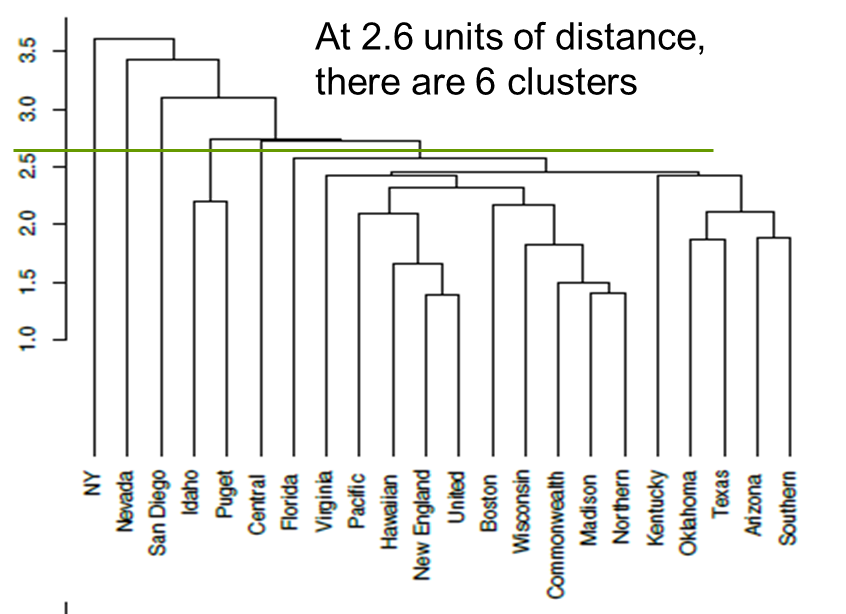 At 2.6 units of distance,
there are 6 clusters
3.5
3.0
2.5
2.0
1.5
1.0
NY
Nevada
San Diego
Idaho
Puget
Central
Florida
Virginia
Pacific
Hawaiian
New England
United
Boston
Wisconsin
Commonwealth
Madison
Northern
Kentucky
Oklahoma
Texas
Arizona
Southern